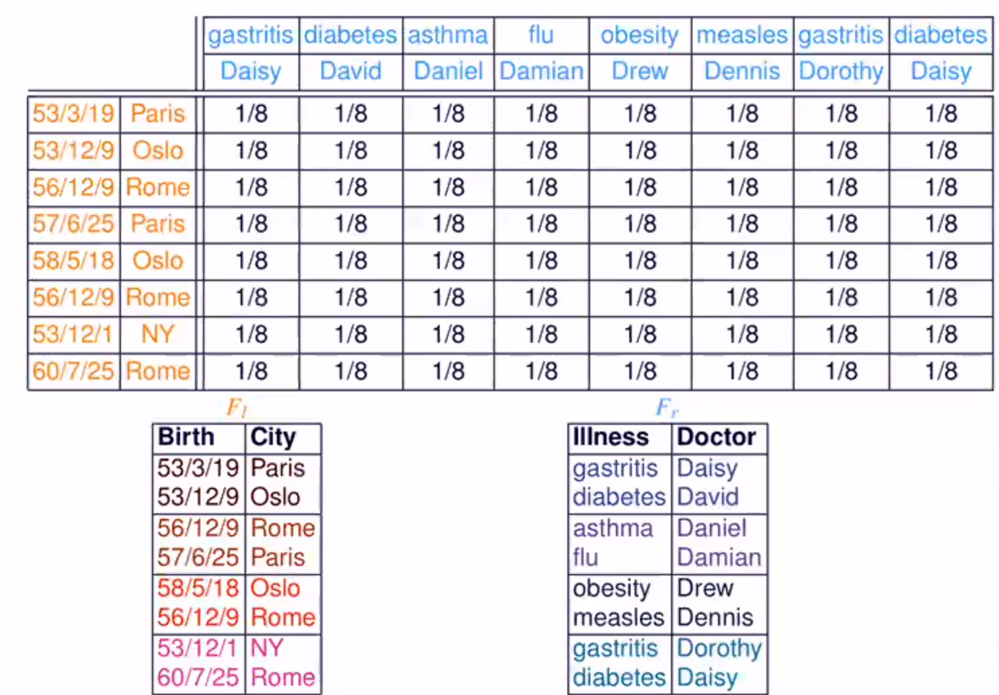 gastritis diabetes asthma flu obesity measles gastritis diabetes
Daisy David Daniel Damian Drew Dennis Dorothy Daisy
53/3/19 Paris 1/8 1/8 1/8 1/8 1/8 1/8 1/8 1/8
53/12/9 Oslo 1/8 1/8 1/8 1/8 1/8 1/8 1/8 1/8
56/12/9 Rome 1/8 1/8 1/8 1/8 1/8 1/8 1/8 1/8
57/6/25 Paris 1/8 1/8 1/8 1/8 1/8 1/8 1/8 1/8
58/5/18 Oslo 1/8 1/8 1/8 1/8 1/8 1/8 1/8 1/8
56/12/9 Rome 1/8 1/8 1/8 1/8 1/8 1/8 1/8 1/8
53/12/1 NY 1/8 1/8 1/8 1/8 1/8 1/8 1/8 1/8
60/7/25 Rome 1/8 1/8 1/8 1/8 1/8 1/8 1/8 1/8
F_l
Birth City
53/3/19 Paris
53/12/9 Oslo
56/12/9 Rome
57/6/25 Paris
58/5/18 Oslo
56/12/9 Rome
53/12/1 NY
60/7/25 Rome
F_r
Illness Doctor
gastritis Daisy
diabetes David
asthma Daniel
flu Damian
obesity Drew
measles Dennis
gastritis Dorothy
diabetes Daisy